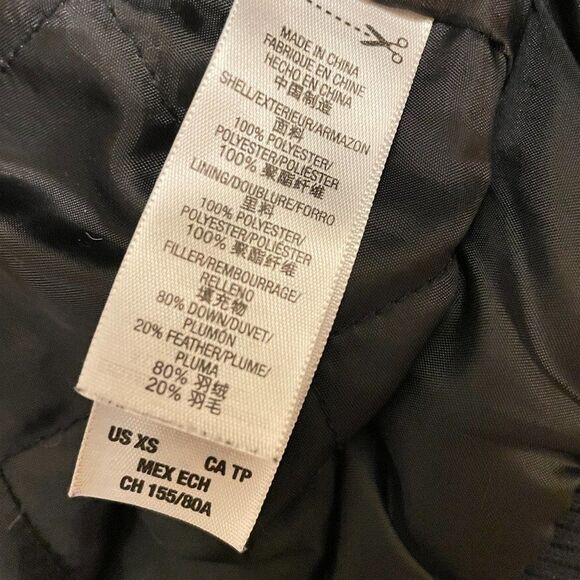 MADE IN CHINA
FABRIQUE EN CHINE
HECHO EN CHINA
中国制造
SHELL/EXTERIEUR/ARMAZON
面料
100% POLYESTER/
POLYESTER/POLIÉSTER
100% 聚酯纤维
LINING/DOUBLURE/FORRO
里料
100% POLYESTER/
POLYESTER/POLIESTER
100% 聚酯纤维
FILLER/REMBOURRAGE/
RELLENO
填充物
80% DOWN/DUVET/
PLUMON
20% FEATHER/PLUME/
PLUMA
80% 羽绒
20% 羽毛
US XS CA TP
MEX ECH
CH 155/80A